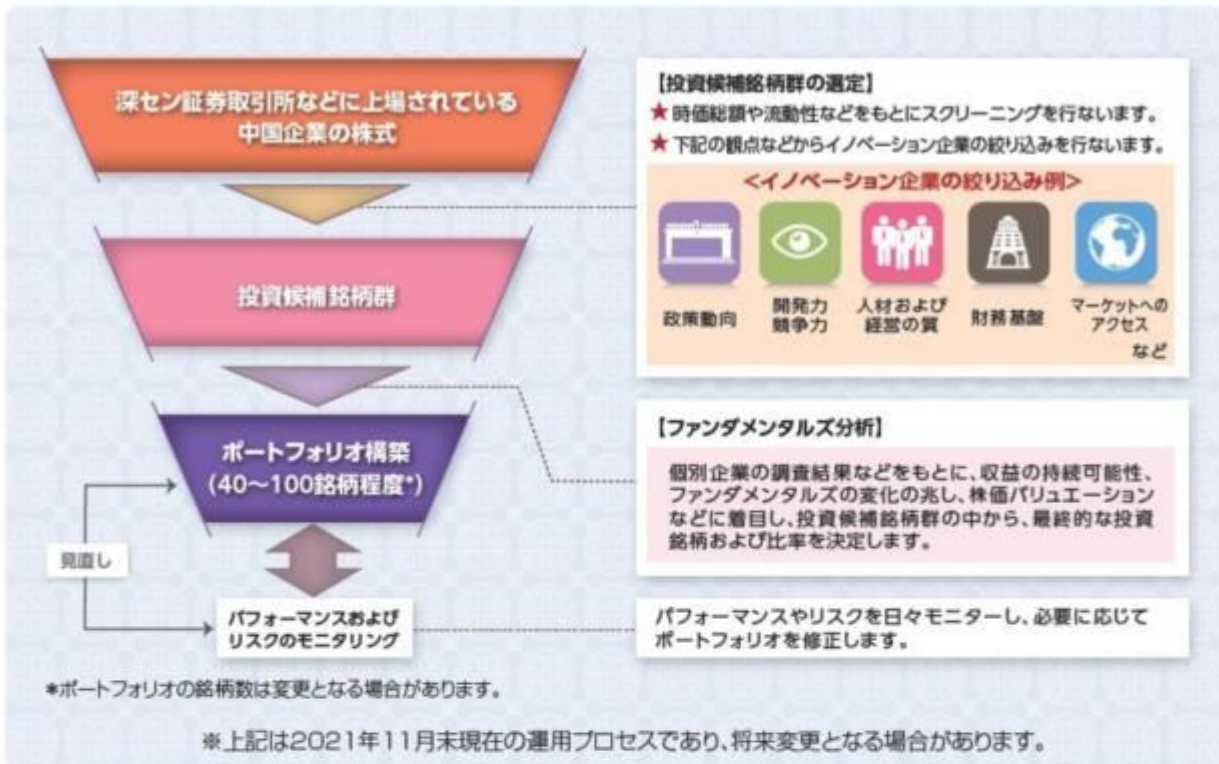 深セン証券取引所などに上場されている
中国企業の株式
【投資候補銘柄群の選定】
★時価総額や流動性などをもとにスクリーニングを行ないます。
★下記の観点などからイノベーション企業の絞り込みを行ないます。
<イノベーション企業の絞り込み例>
政策動向
開発力
競争力
人材および
経営の質
財務基盤
マーケットへの
アクセス
など
投資候補銘柄群
ポートフォリオ構築
(40～100銘柄程度*)
【ファンダメンタルズ分析】
個別企業の調査結果などをもとに、収益の持続可能性、
ファンダメンタルズの変化の兆し、株価バリュエーション
などに着目し、投資候補銘柄群の中から、最終的な投資
銘柄および比率を決定します。
見直し
パフォーマンスおよび
リスクのモニタリング
パフォーマンスやリスクを日々モニターし、必要に応じて
ポートフォリオを修正します。
*ポートフォリオの銘柄数は変更となる場合があります。
※上記は2021年11月末現在の運用プロセスであり、将来変更となる場合があります。